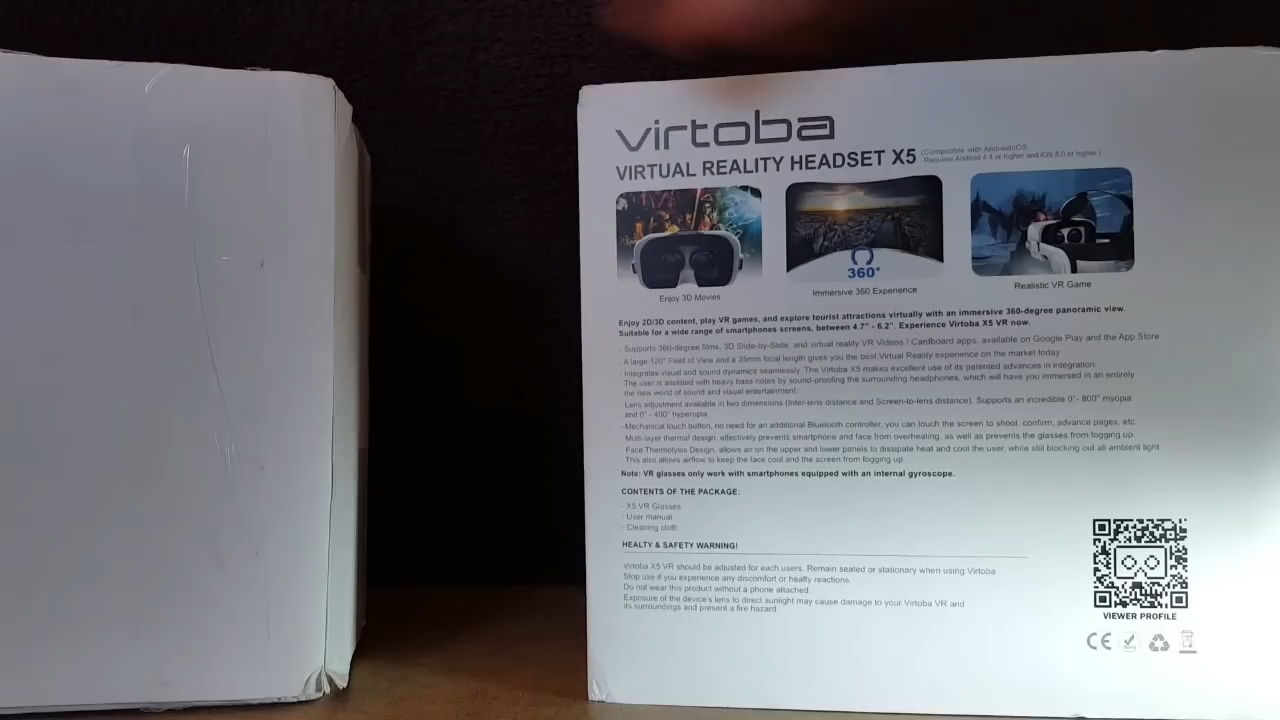 virtoba
VIRTUAL REALITY HEADSET X5
(Compatible with Android/iOS
Requires Android 4.4 or higher and iOS 8.0 or higher )
360°
Enjoy 3D Movies
Immersive 360 Experience
Realistic VR Game
Enjoy 2D/3D content, play VR games, and explore tourist attractions virtually with an immersive 360-degree panoramic view.
Suitable for a wide range of smartphones screens, between 4.7" - 6.2". Experience Virtoba X5 VR now.
- Supports 360-degree films, 3D Slide-by-Slide, and virtual reality VR Videos / Cardboard apps, available on Google Play and the App Store
- A large 120° Field of View and a 35mm focal length gives you the best Virtual Reality experience on the market today
- Integrates visual and sound dynamics seamlessly. The Virtoba X5 makes excellent use of its patented advances in integration.
The user is assisted with heavy bass notes by sound-proofing the surrounding headphones, which will have you immersed in an entirely
the new world of sound and visual entertainment.
- Lens adjustment available in two dimensions (Inter-lens distance and Screen-to-lens distance), Supports an incredible 0°- 800° myopia
and 0° - 400° hyperopia
- Mechanical touch button, no need for an additional Bluetooth controller, you can touch the screen to shoot, confirm, advance pages, etc.
- Multi-layer thermal design, effectively prevents smartphone and face from overheating, as well as prevents the glasses from fogging up.
- Face Thermolysis Design, allows air on the upper and lower panels to dissipate heat and cool the user, while still blocking out all ambient light.
This also allows airflow to keep the face cool and the screen from fogging up.
Note: VR glasses only work with smartphones equipped with an internal gyroscope.
CONTENTS OF THE PACKAGE:
- X5 VR Glasses
- User manual
- Cleaning cloth
HEALTY & SAFETY WARNING!
Virtoba X5 VR should be adjusted for each users. Remain seated or stationary when using Virtoba
Stop use if you experience any discomfort or healty reactions.
Do not wear this product without a phone attached.
Exposure of the device's lens to direct sunlight may cause damage to your Virtoba VR and
its surroundings and present a fire hazard.
VIEWER PROFILE
CE